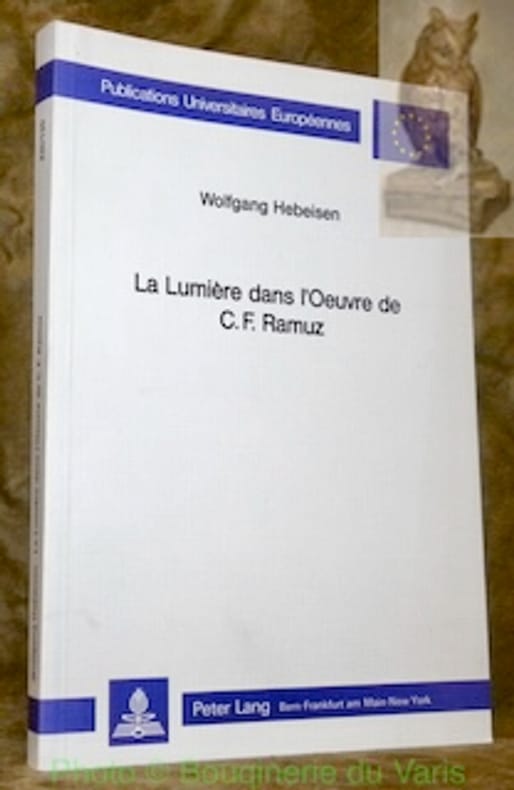 Publications Universitaires Européennes
Wolfgang Hebeisen
La Lumière dans l'Oeuvre de
C. F. Ramuz
Peter Lang Bern·Frankfurt am Main·New York
Photo © Bouqinerie du Varis